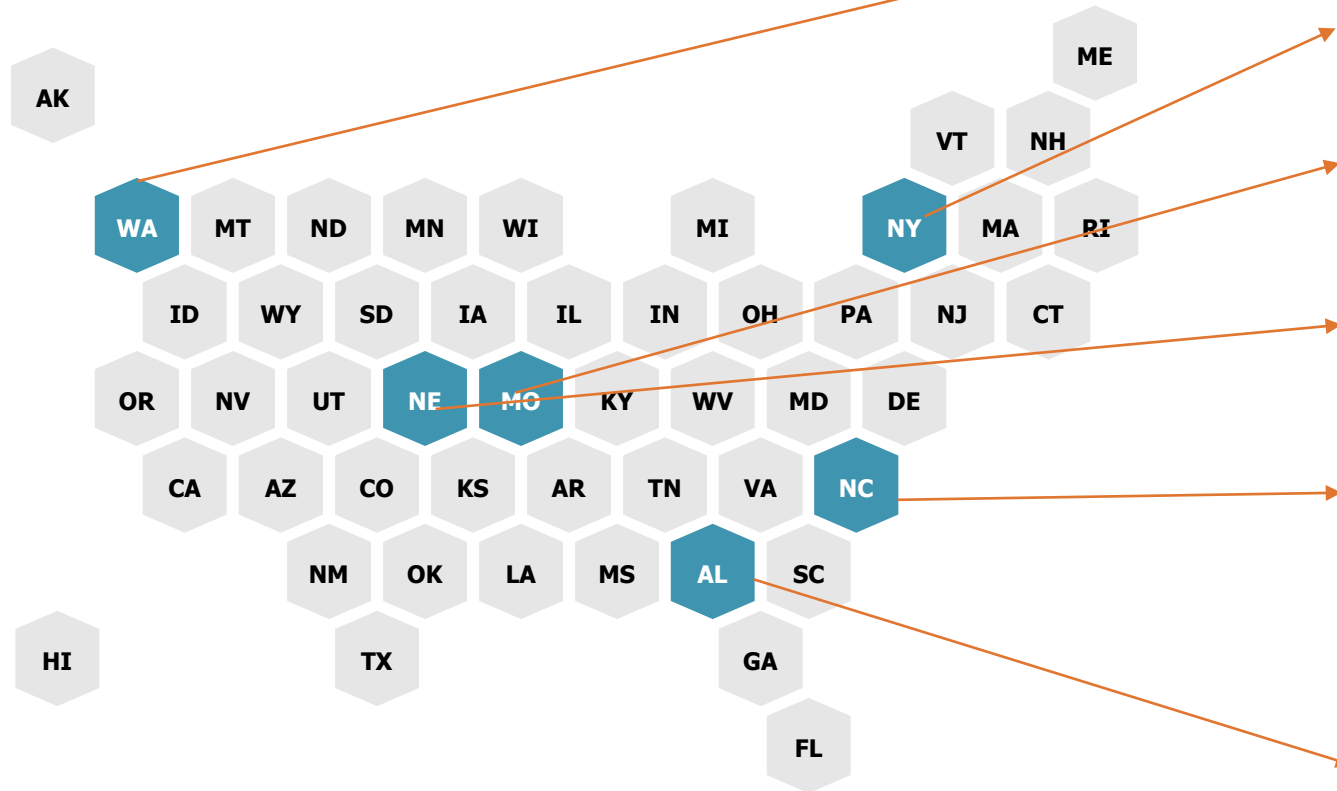 ME
AK
VT NH
WA MT ND MN WI MI NY MA RI
ID WY SD IA IL IN OH PA NJ CT
OR NV UT NE MO KY WV MD DE
CA AZ CO KS AR TN VA NC
NM OK LA MS AL SC
HI TX GA
FL